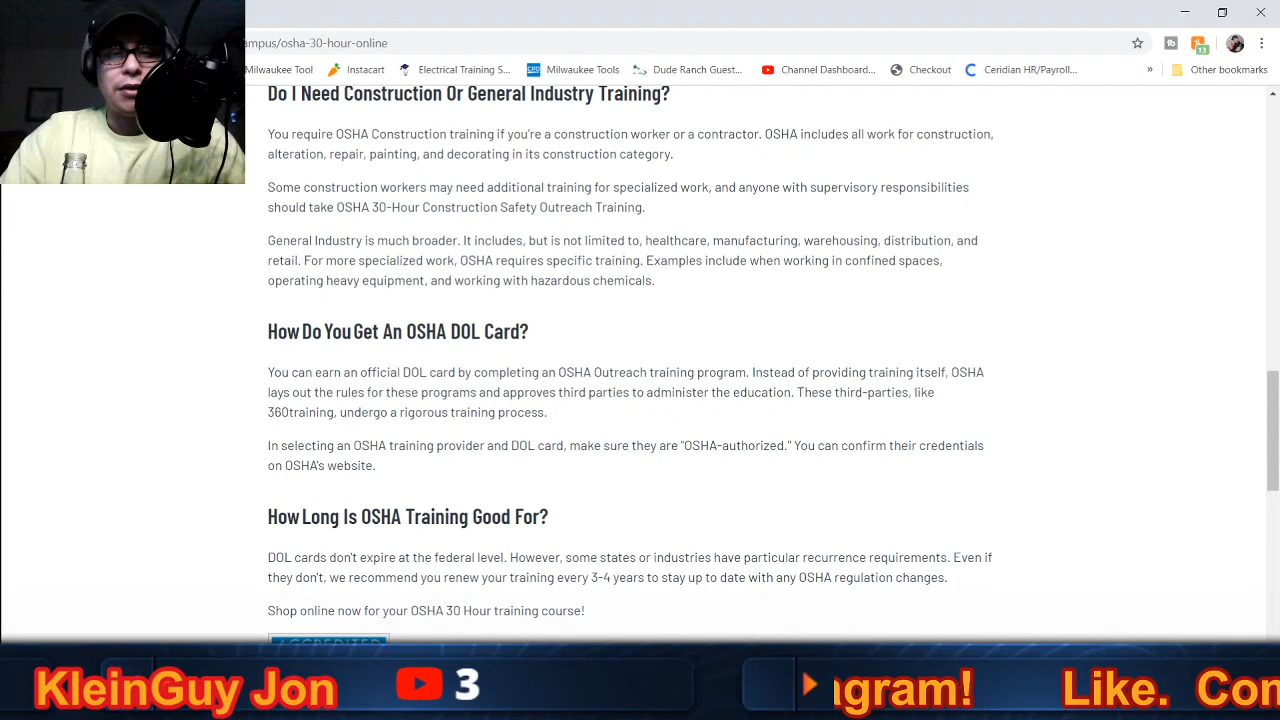 ampus/osha-30-hour-online
13
Milwaukee Tool
Instacart
Electrical Training S...
CPO
Milwaukee Tools
Dude Ranch Guest...
Channel Dashboard...
Checkout
Ceridian HR/Payroll...
»
Other bookmarks
Do I Need Construction Or General Industry Training?
You require OSHA Construction training if you're a construction worker or a contractor. OSHA includes all work for construction,
alteration, repair, painting, and decorating in its construction category.
Some construction workers may need additional training for specialized work, and anyone with supervisory responsibilities
should take OSHA 30-Hour Construction Safety Outreach Training.
General Industry is much broader. It includes, but is not limited to, healthcare, manufacturing, warehousing, distribution, and
retail. For more specialized work, OSHA requires specific training. Examples include when working in confined spaces,
operating heavy equipment, and working with hazardous chemicals.
How Do You Get An OSHA DOL Card?
You can earn an official DOL card by completing an OSHA Outreach training program. Instead of providing training itself, OSHA
lays out the rules for these programs and approves third parties to administer the education. These third-parties, like
360training, undergo a rigorous training process.
In selecting an OSHA training provider and DOL card, make sure they are "OSHA-authorized." You can confirm their credentials
on OSHA's website.
How Long Is OSHA Training Good For?
DOL cards don't expire at the federal level. However, some states or industries have particular recurrence requirements. Even if
they don't, we recommend you renew your training every 3-4 years to stay up to date with any OSHA regulation changes.
Shop online now for your OSHA 30 Hour training course!
ACCREDITED
KleinGuy Jon
3
agram!
Like. Con